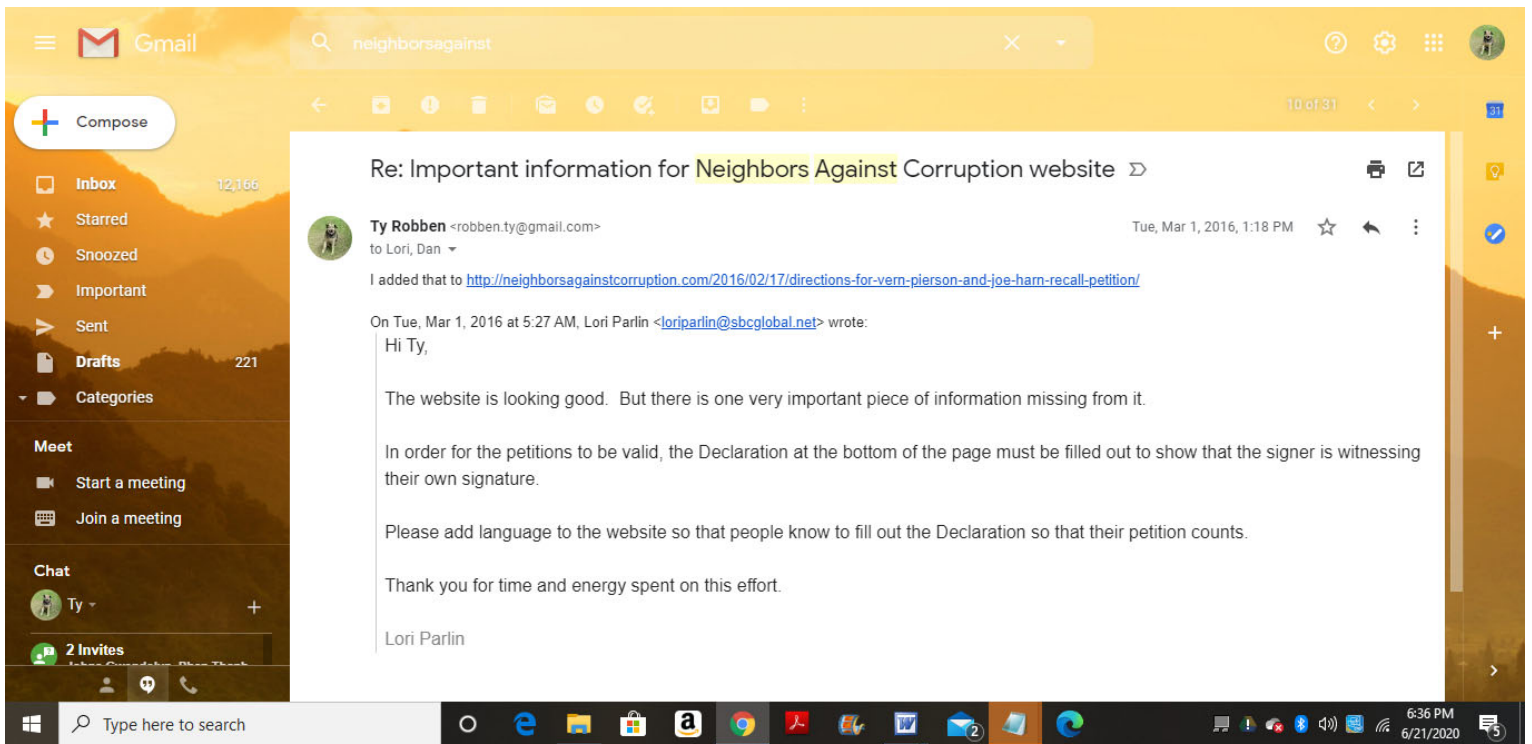 Gmail
neighborsagainst
Compose
10 of 31
31
Inbox 12,166
Starred
Snoozed
Important
Sent
Drafts 221
Categories
Meet
Start a meeting
Join a meeting
Chat
Ty
2 Invites
Re: Important information for Neighbors Against Corruption website
Ty Robben <robben.ty@gmail.com> Tue, Mar 1, 2016, 1:18 PM
to Lori, Dan
I added that to http://neighborsagainstcorruption.com/2016/02/17/directions-for-vern-pierson-and-joe-harn-recall-petition/
On Tue, Mar 1, 2016 at 5:27 AM, Lori Parlin <loriparlin@sbcglobal.net> wrote:
Hi Ty,
The website is looking good.  But there is one very important piece of information missing from it.
In order for the petitions to be valid, the Declaration at the bottom of the page must be filled out to show that the signer is witnessing
their own signature.
Please add language to the website so that people know to fill out the Declaration so that their petition counts.
Thank you for time and energy spent on this effort.
Lori Parlin
Type here to search
a
W
2
6:36 PM
6/21/2020
5